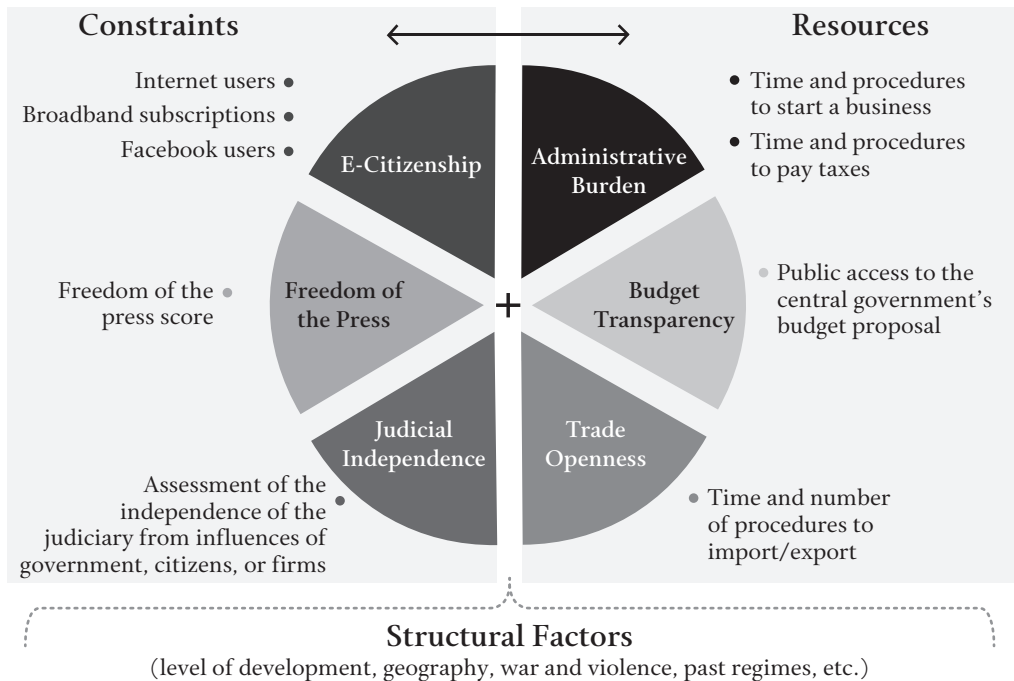 Constraints
Resources
Internet users
Broadband subscriptions
Facebook users
E-Citizenship
Administrative
Burden
Time and procedures
to start a business
Time and procedures
to pay taxes
Freedom of the
press score
Freedom of
the Press
+
Budget
Transparency
Public access to the
central government's
budget proposal
Judicial
Independence
Trade
Openness
Assessment of the
independence of the
judiciary from influences of
government, citizens, or firms
Time and number
of procedures to
import/export
Structural Factors
(level of development, geography, war and violence, past regimes, etc.)